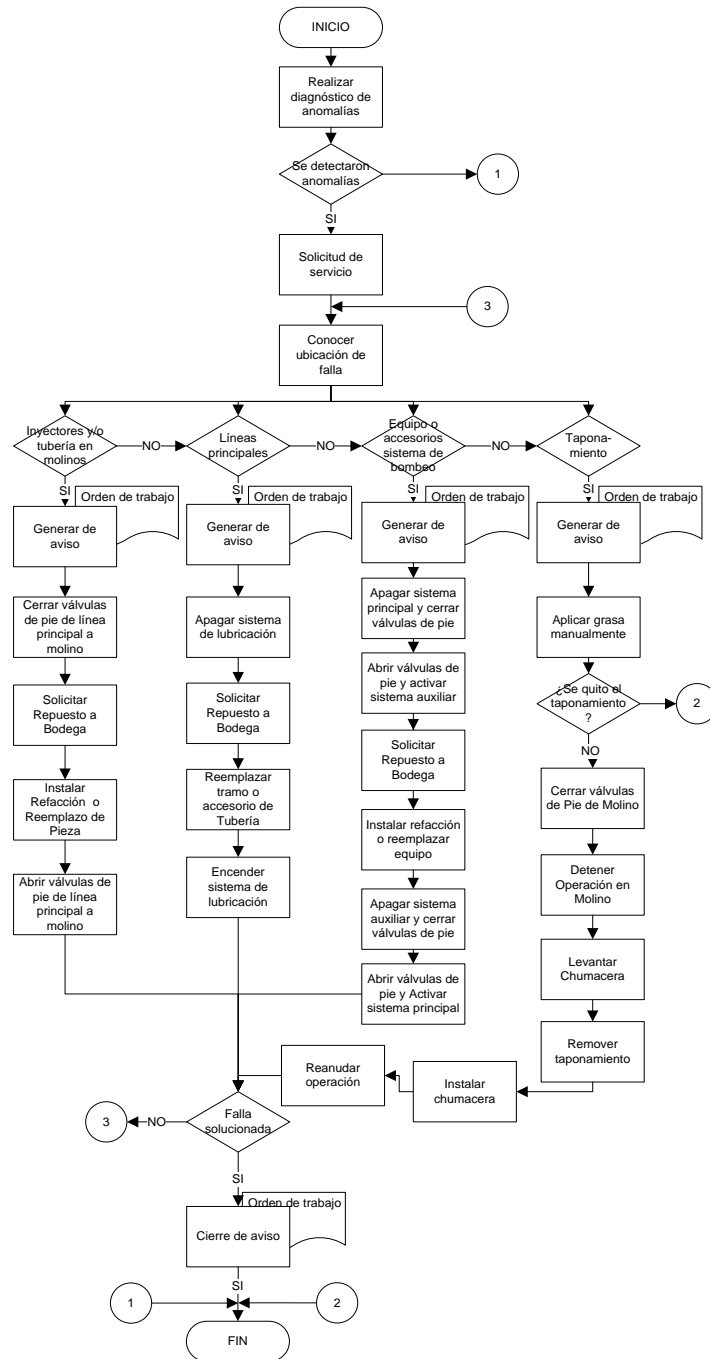 INICIO
Realizar
diagnóstico de
anomalías
Se detectaron
anomalías
1
SI
Solicitud de
servicio
3
Conocer
ubicación de
falla
Inyectores y/o
tubería en
molinos
NO
Líneas
principales
NO
Equipo o
accesorios
sistema de
bombeo
NO
Tapona-
miento
SI
Orden de trabajo
Generar de
aviso
Cerrar válvulas
de pie de línea
principal a
molino
Solicitar
Repuesto a
Bodega
Instalar
Refacción o
Reemplazo de
Pieza
Abrir válvulas de
pie de línea
principal a
molino
SI
Orden de trabajo
Generar de
aviso
Apagar sistema
de lubricación
Solicitar
Repuesto a
Bodega
Reemplazar
tramo o
accesorio de
Tubería
Encender
sistema de
lubricación
SI
Orden de trabajo
Generar de
aviso
Apagar sistema
principal y cerrar
válvulas de pie
Abrir válvulas de
pie y activar
sistema auxiliar
Solicitar
Repuesto a
Bodega
Instalar refacción
o reemplazar
equipo
Apagar sistema
auxiliar y cerrar
válvulas de pie
Abrir válvulas de
pie y Activar
sistema principal
SI
Orden de trabajo
Generar de
aviso
Aplicar grasa
manualmente
¿Se quito el
taponamiento
?
2
NO
Cerrar válvulas
de Pie de Molino
Detener
Operación en
Molino
Levantar
Chumacera
Remover
taponamiento
Instalar
chumacera
Reanudar
operación
Falla
solucionada
NO
3
SI
Orden de trabajo
Cierre de aviso
SI
1
2
FIN